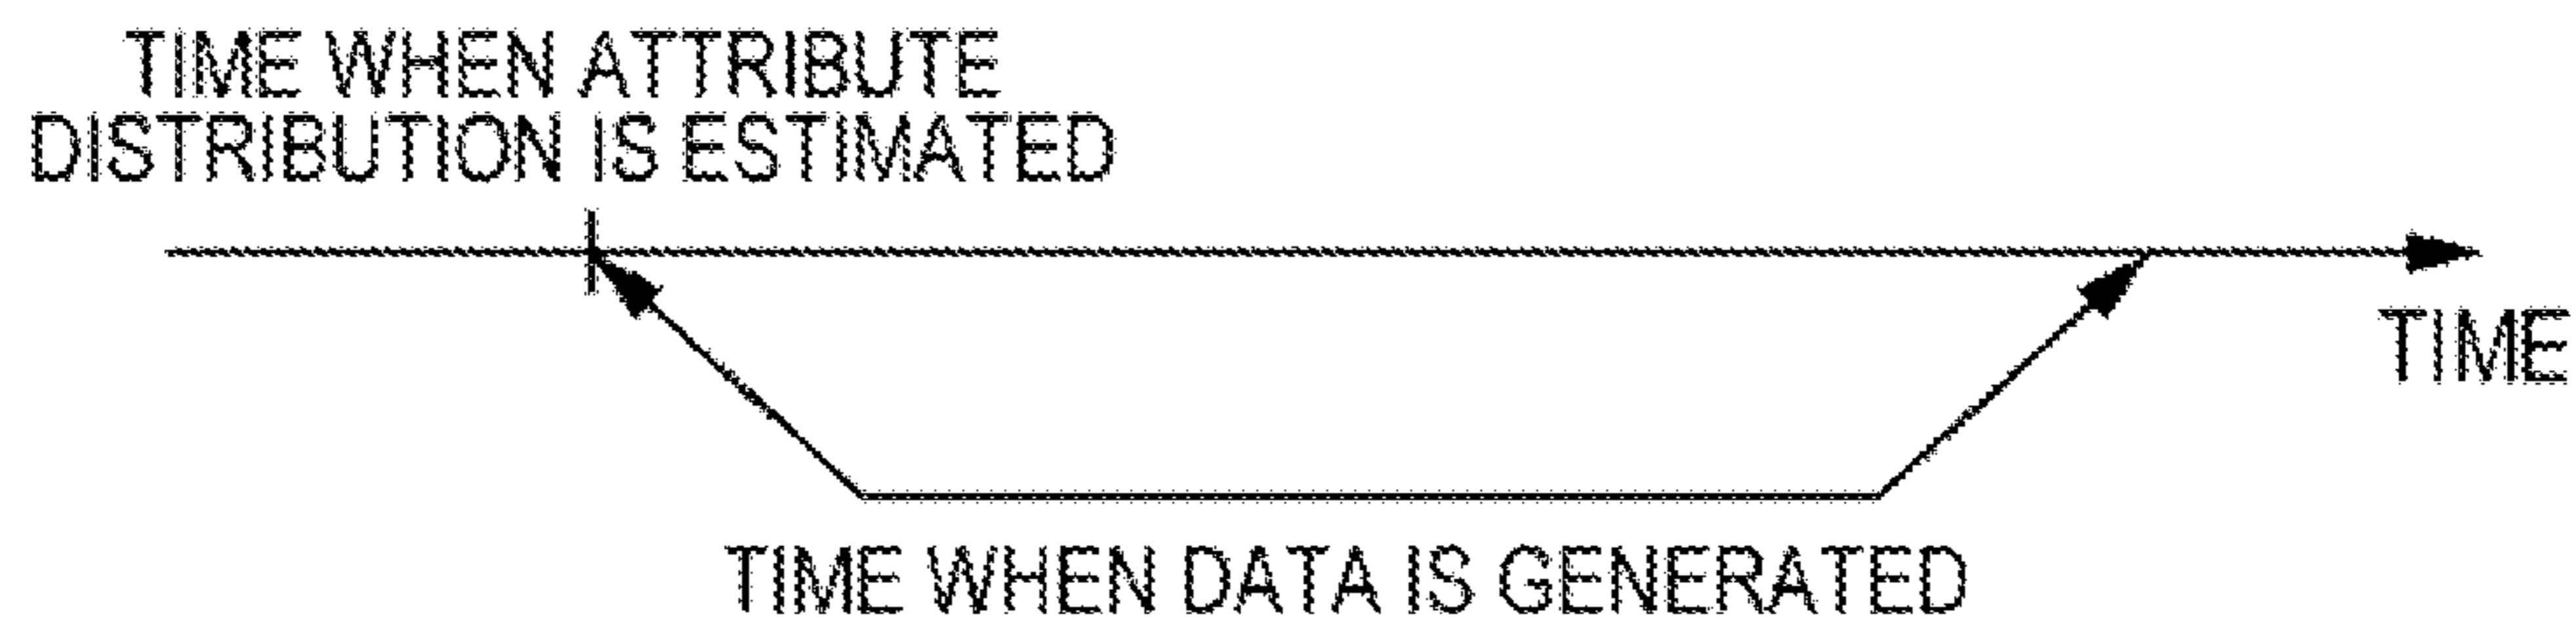 TIME WHEN ATTRIBUTE
DISTRIBUTION IS ESTIMATED
TIME
TIME WHEN DATA IS GENERATED